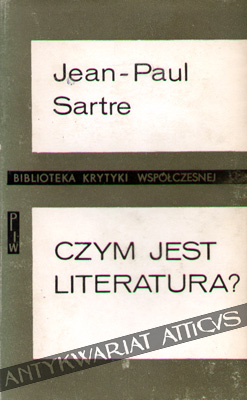 Jean-Paul
Sartre
BIBLIOTEKA KRYTYKI WSPÓŁCZESNEJ
PIW
CZYM JEST
LITERATURA?
ANTYKWARIAT ATTICVS